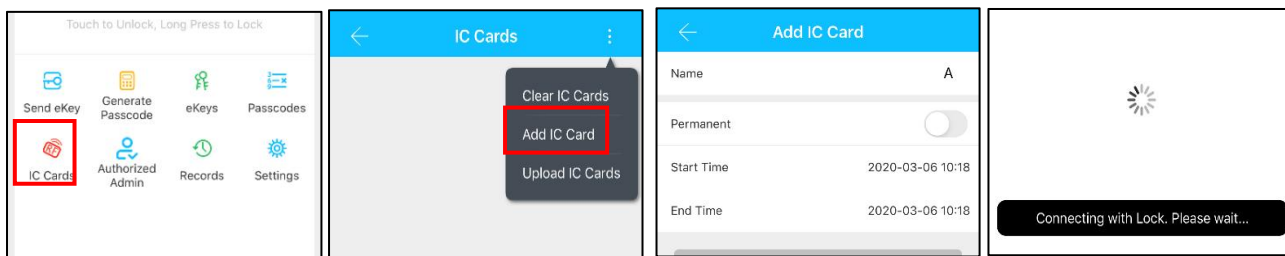 Touch to Unlock, Long Press to Lock
Send eKey
Generate
Passcode
eKeys
Passcodes
IC Cards
Authorized
Admin
Records
Settings
IC Cards
Clear IC Cards
Add IC Card
Upload IC Cards
Add IC Card
Name A
Permanent
Start Time 2020-03-06 10:18
End Time 2020-03-06 10:18
Connecting with Lock. Please wait...